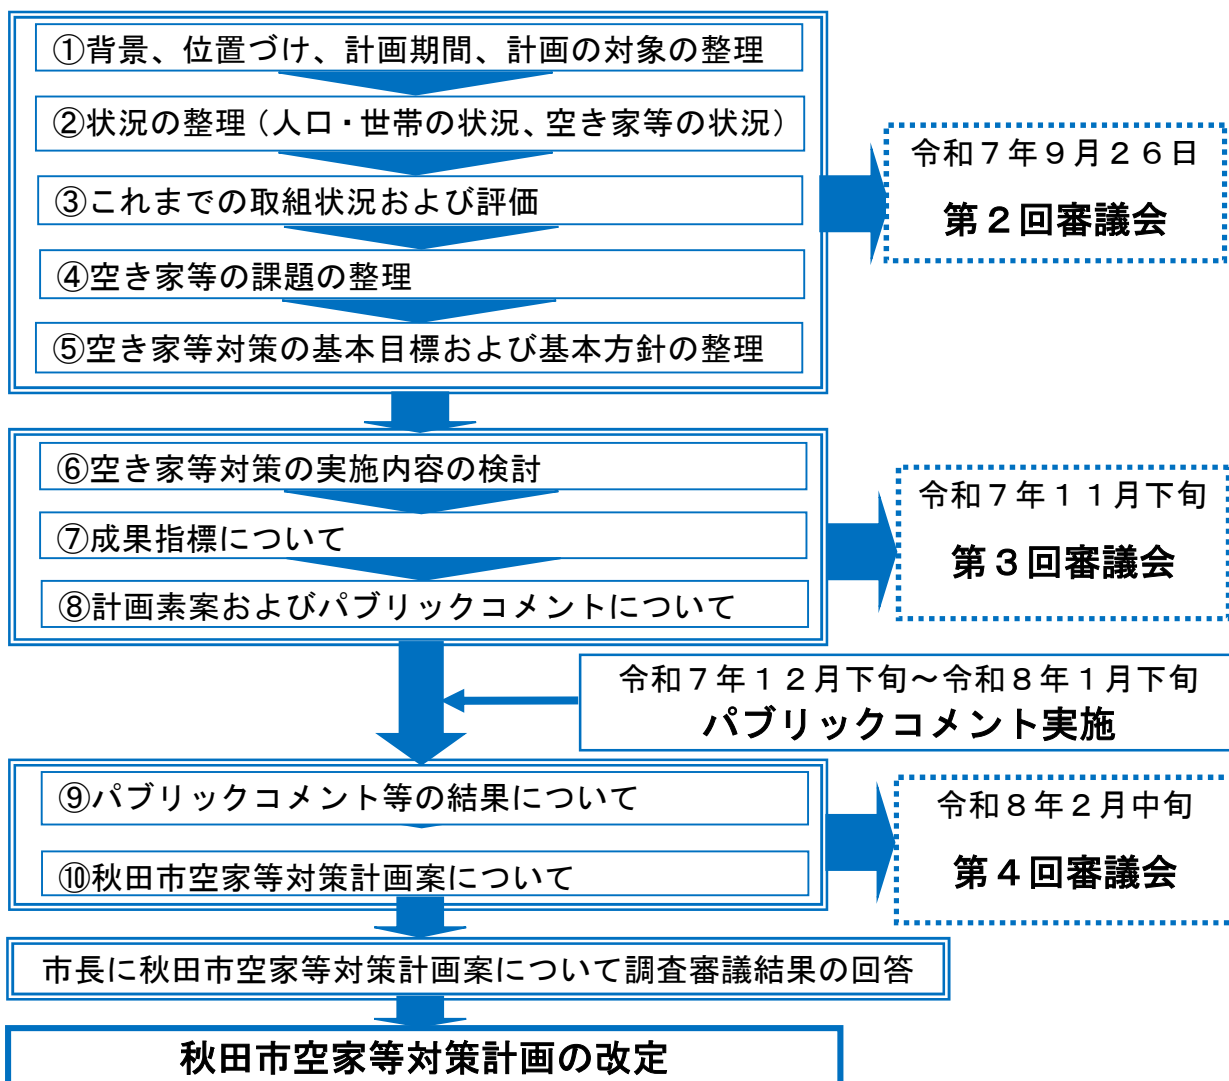 ①背景、位置づけ、計画期間、計画の対象の整理
②状況の整理（人口・世帯の状況、空き家等の状況）
③これまでの取組状況および評価
④空き家等の課題の整理
⑤空き家等対策の基本目標および基本方針の整理
令和７年９月２６日
第２回審議会
⑥空き家等対策の実施内容の検討
⑦成果指標について
⑧計画素案およびパブリックコメントについて
令和７年１１月下旬
第３回審議会
令和７年１２月下旬～令和８年１月下旬
パブリックコメント実施
⑨パブリックコメント等の結果について
⑩秋田市空家等対策計画案について
令和８年２月中旬
第４回審議会
市長に秋田市空家等対策計画案について調査審議結果の回答
秋田市空家等対策計画の改定